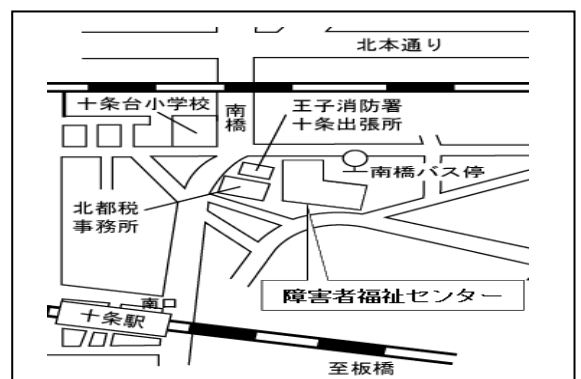 北本通り
十条台小学校
南橋
王子消防署
十条出張所
南橋バス停
北都税
事務所
障害者福祉センター
南口
十条駅
至板橋